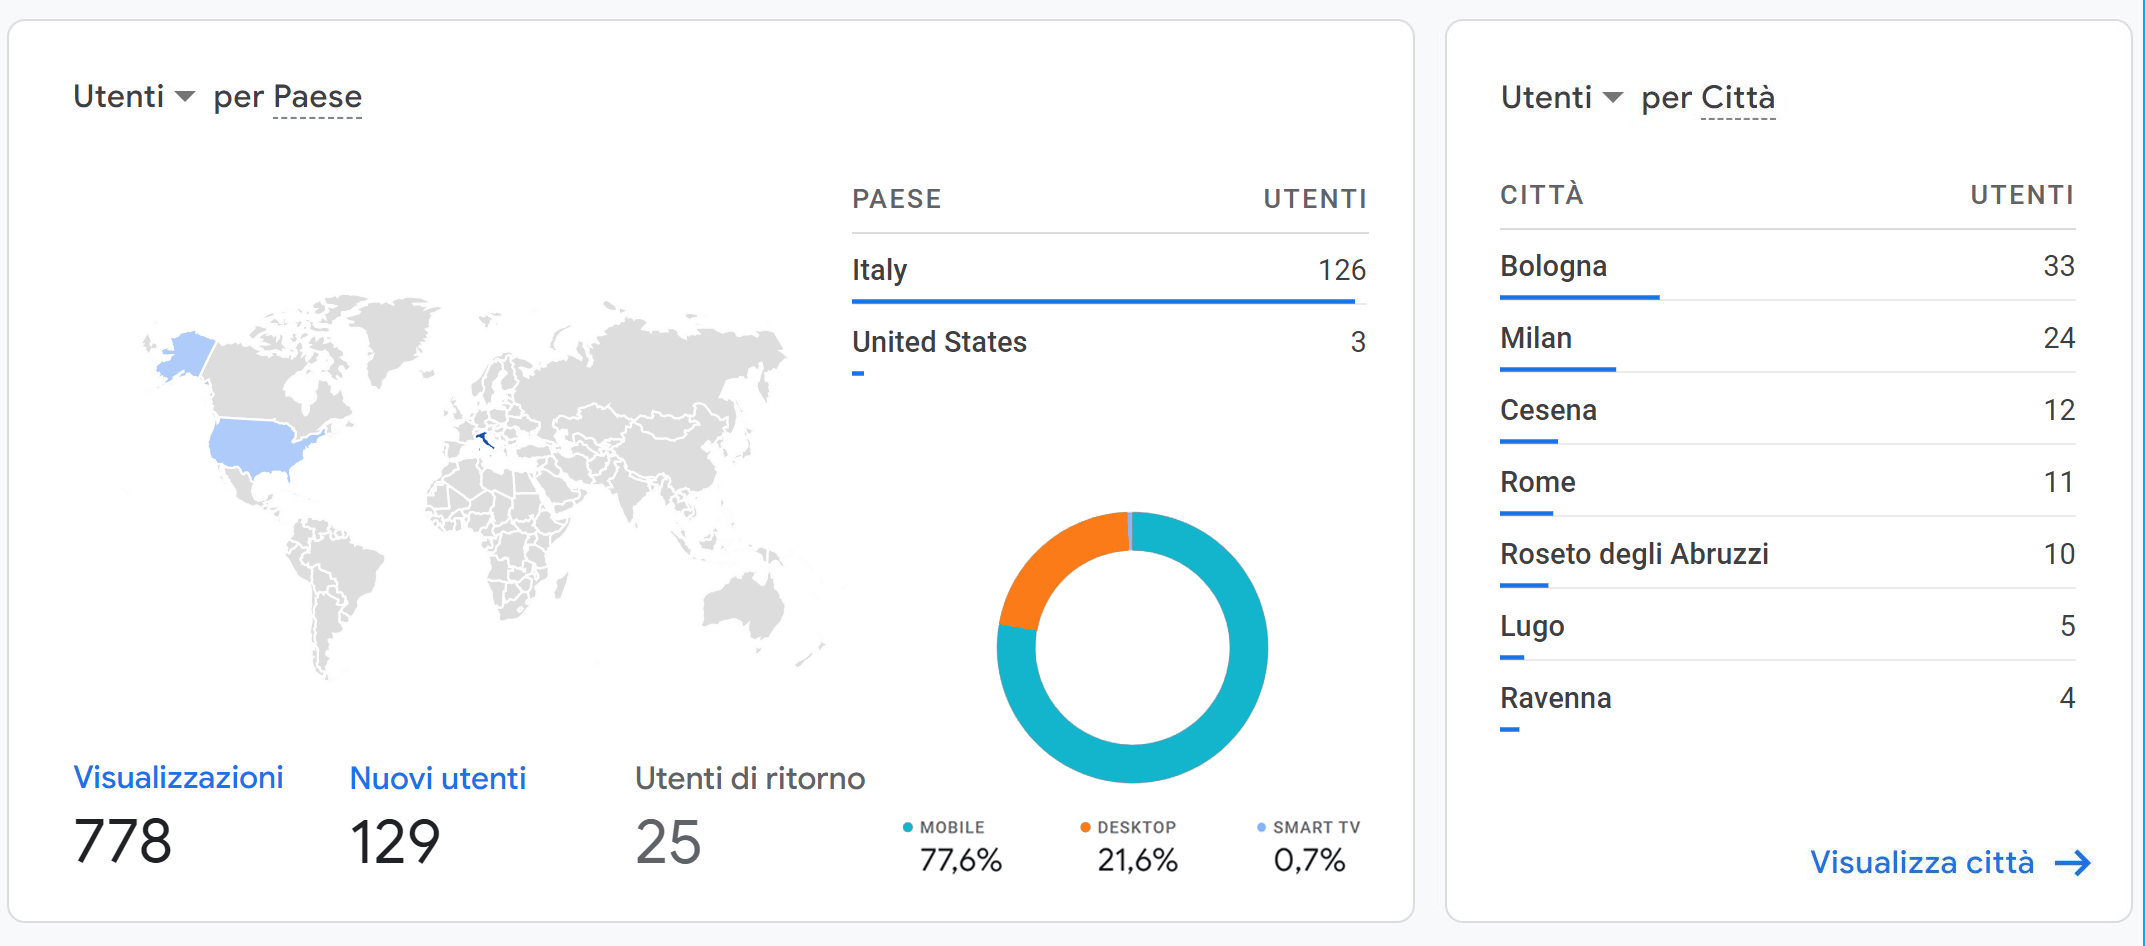 Utenti per Paese
PAESE UTENTI
Italy 126
United States 3
Visualizzazioni
778
Nuovi utenti
129
Utenti di ritorno
25
MOBILE
77,6%
DESKTOP
21,6%
SMART TV
0,7%
Utenti per Città
CITTÀ UTENTI
Bologna 33
Milan 24
Cesena 12
Rome 11
Roseto degli Abruzzi 10
Lugo 5
Ravenna 4
Visualizza città